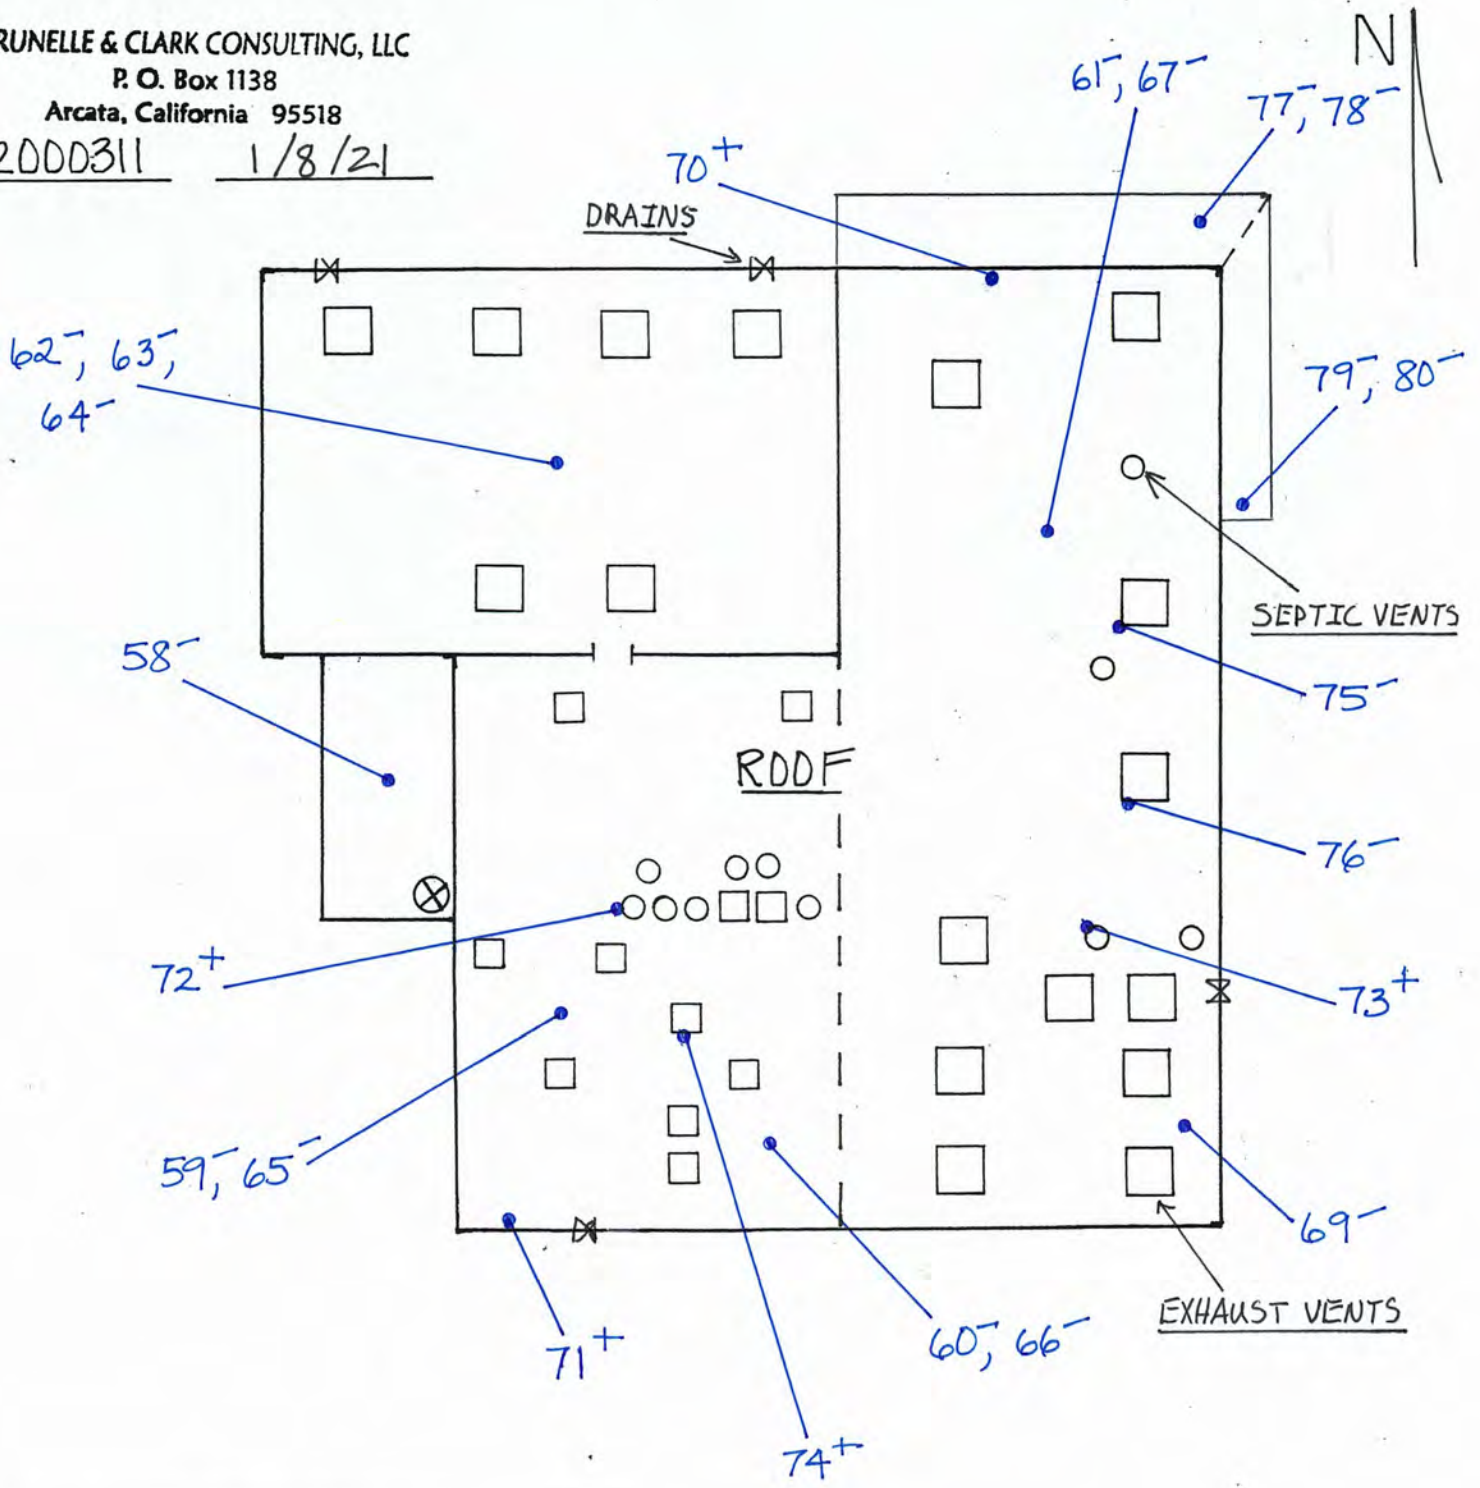 RUNELLE & CLARK CONSULTING, LLC
P. O. Box 1138
Arcata, California 95518
2000311 1/8/21
N
61-, 67-
77-, 78-
70+
DRAINS
62-, 63-,
64-
79-, 80-
SEPTIC VENTS
58-
75-
ROOF
76-
72+
73+
59-, 65-
69-
EXHAUST VENTS
71+
60-, 66-
74+